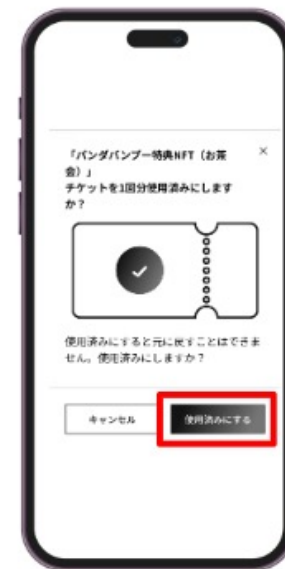 「パンダバンブー特典NFT（お茶
会）」
チケットを1回分使用済みにします
か？
使用済みにすると元に戻すことはできま
せん。使用済みにしますか？
キャンセル
使用済みにする